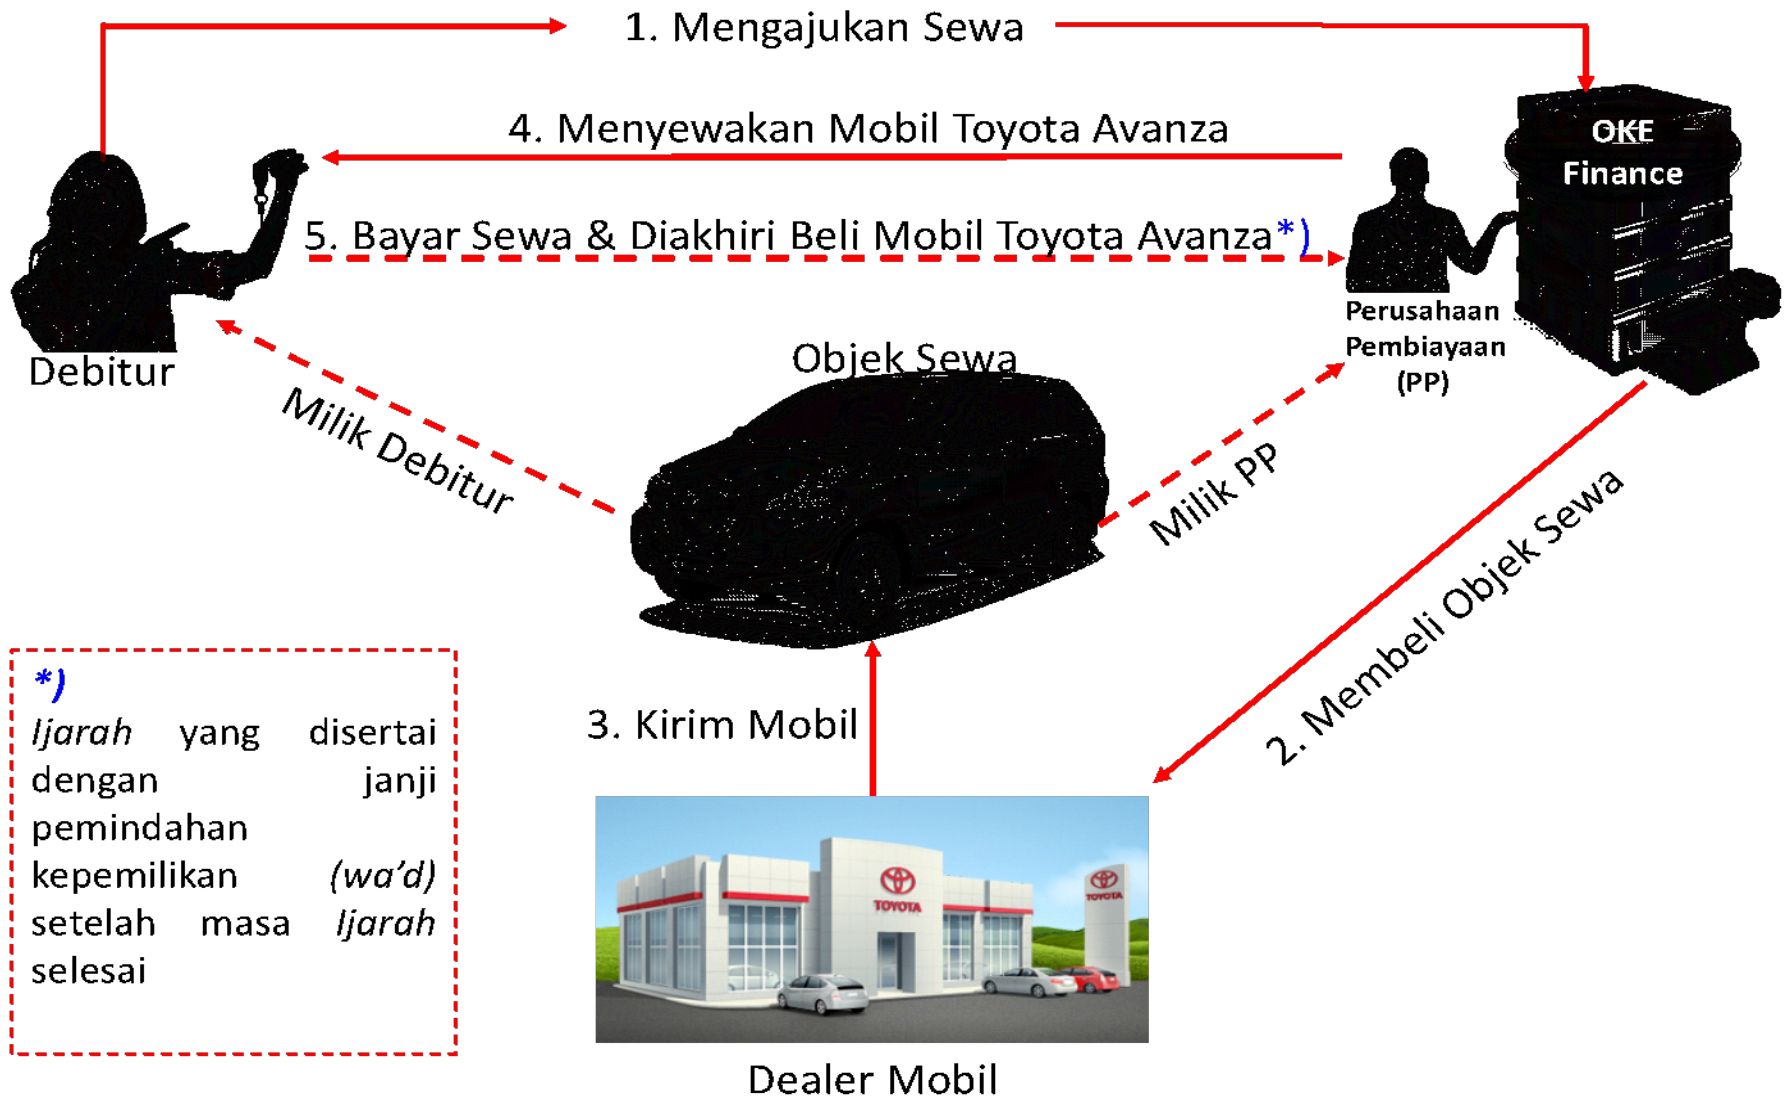 1. Mengajukan Sewa
OKE
Finance
4. Menyewakan Mobil Toyota Avanza
5. Bayar Sewa & Diakhiri Beli Mobil Toyota Avanza*)
Perusahaan
Pembiayaan
(PP)
Debitur
Objek Sewa
Milik Debitur
Milik PP
2. Membeli Objek Sewa
3. Kirim Mobil
*)
Ijarah yang disertai
dengan janji
pemindahan
kepemilikan (wa’d)
setelah masa Ijarah
selesai
TOYOTA
TOYOTA
Dealer Mobil